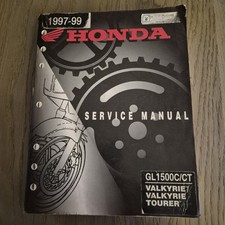 1997-99
HONDA
SERVICE MANUAL
GL1500C/CT
VALKYRIE
VALKYRIE
TOURER